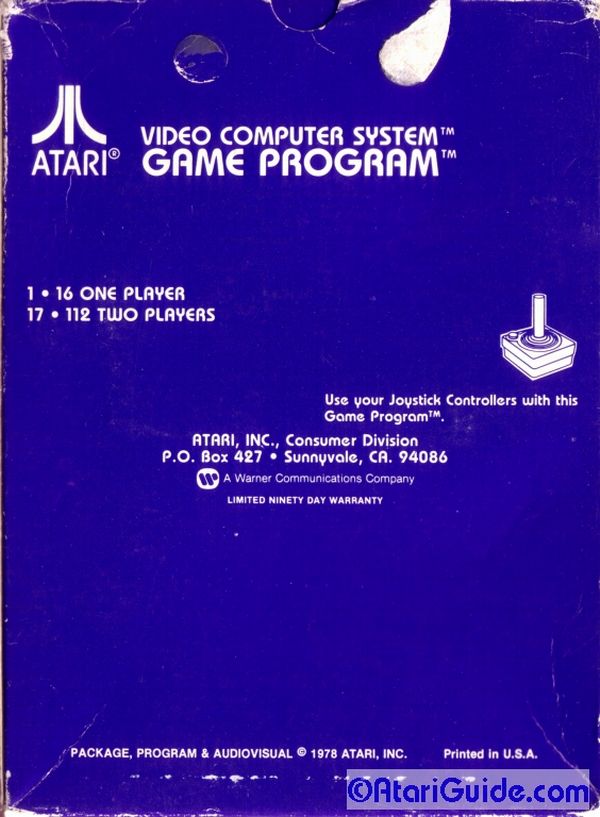 ATARI®
VIDEO COMPUTER SYSTEM™
GAME PROGRAM™
1 • 16 ONE PLAYER
17 • 112 TWO PLAYERS
Use your Joystick Controllers with this
Game Program™.
ATARI, INC., Consumer Division
P.O. Box 427 • Sunnyvale, CA. 94086
A Warner Communications Company
LIMITED NINETY DAY WARRANTY
PACKAGE, PROGRAM & AUDIOVISUAL © 1978 ATARI, INC.
Printed in U.S.A.
©AtariGuide.com